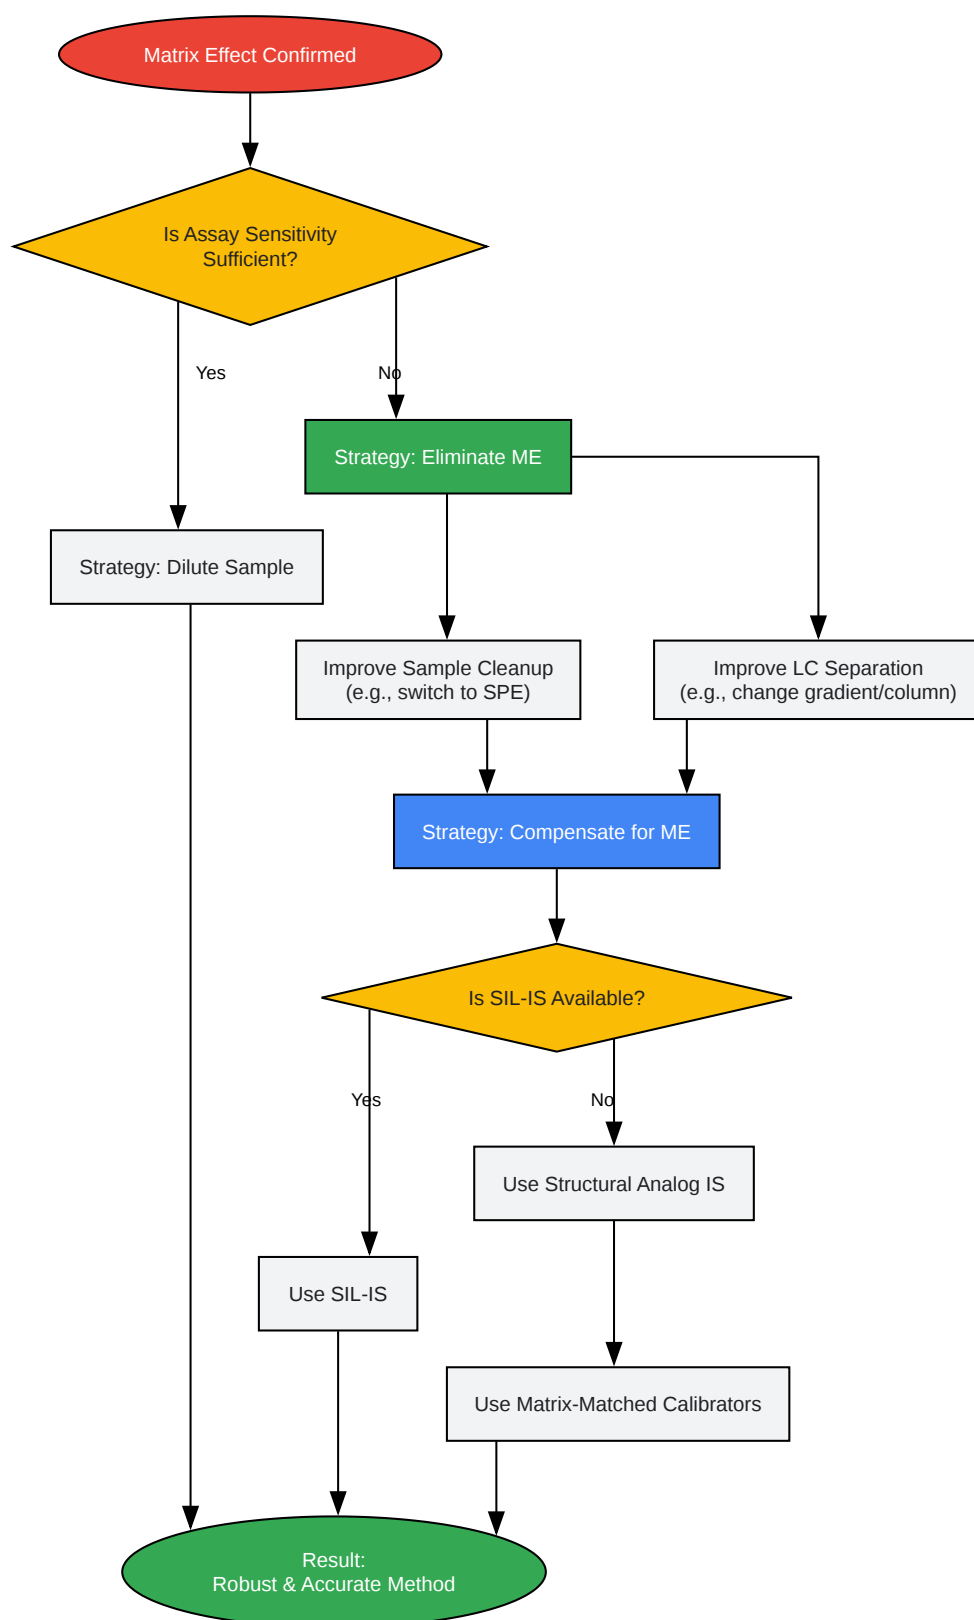 Matrix Effect Confirmed
Is Assay Sensitivity
Sufficient?
Yes
No
Strategy: Eliminate ME
Strategy: Dilute Sample
Improve Sample Cleanup
(e.g., switch to SPE)
Improve LC Separation
(e.g., change gradient/column)
Strategy: Compensate for ME
Is SIL-IS Available?
Yes
No
Use Structural Analog IS
Use SIL-IS
Use Matrix-Matched Calibrators
Result:
Robust & Accurate Method